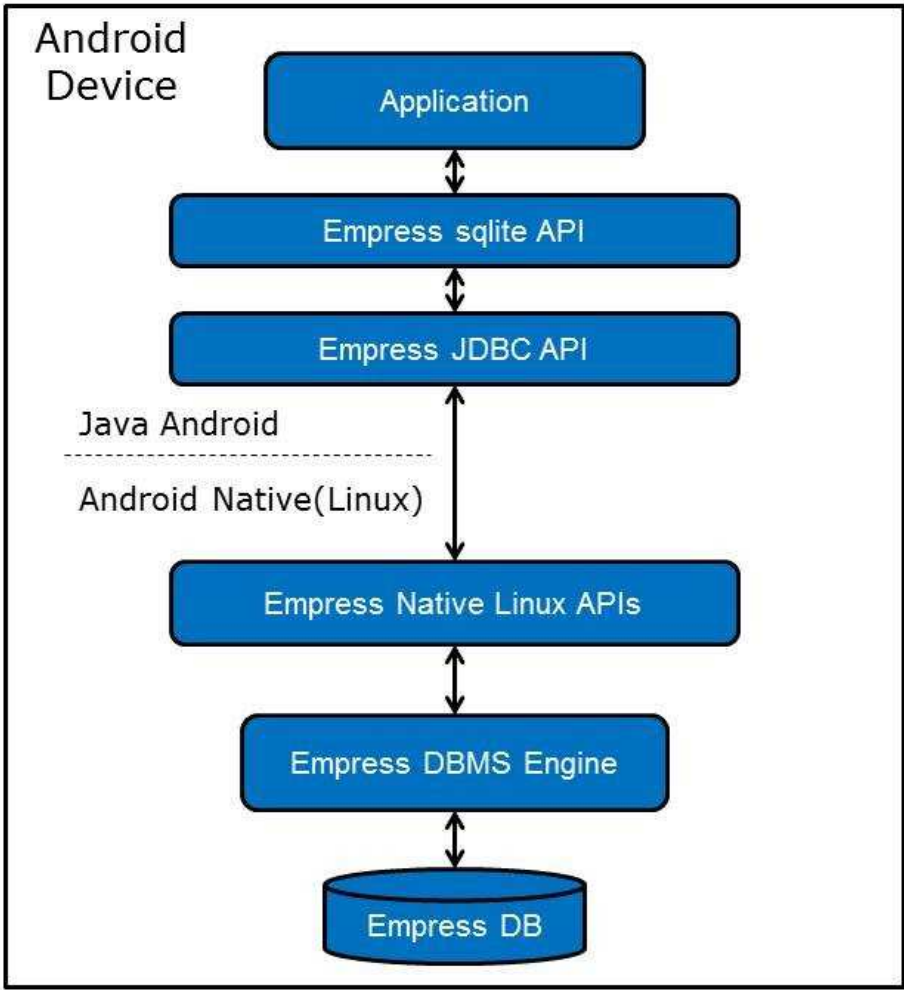 Android
Device
Application
Empress sqlite API
Empress JDBC API
Java Android
Android Native(Linux)
Empress Native Linux APIs
Empress DBMS Engine
Empress DB